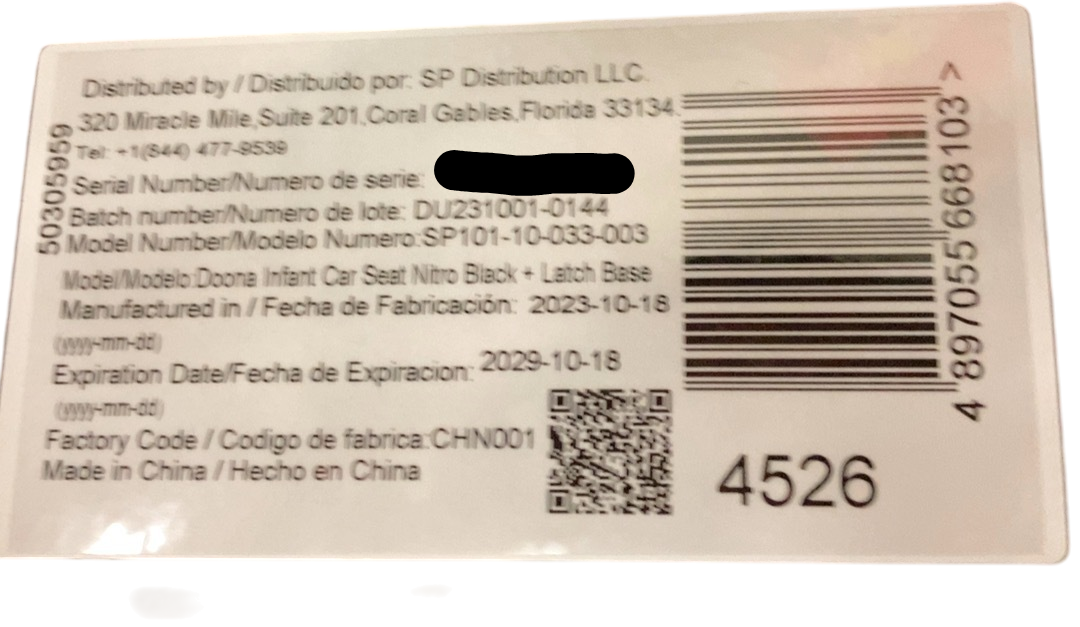 Distributed by / Distribuido por: SP Distribution LLC.
320 Miracle Mile,Suite 201,Coral Gables,Florida 33134.
Tel: +1(844) 477-9539
Serial Number/Numero de serie:
Batch number/Numero de lote: DU231001-0144
Model Number/Modelo Numero:SP101-10-033-003
Model/Modelo:Doona Infant Car Seat Nitro Black + Latch Base
Manufactured in / Fecha de Fabricación: 2023-10-18
(yyyy-mm-dd)
Expiration Date/Fecha de Expiracion: 2029-10-18
(yyyy-mm-dd)
Factory Code / Codigo de fabrica:CHN001
Made in China / Hecho en China
50305959
4 897055 668103 >
4526